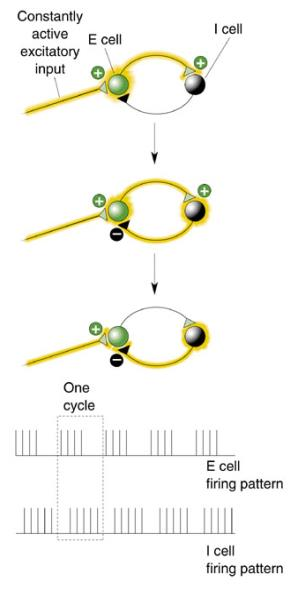 Constantly
active
excitatory
input
E cell
I cell
+
+
+
+
−
+
−
One
cycle
E cell
firing pattern
I cell
firing pattern